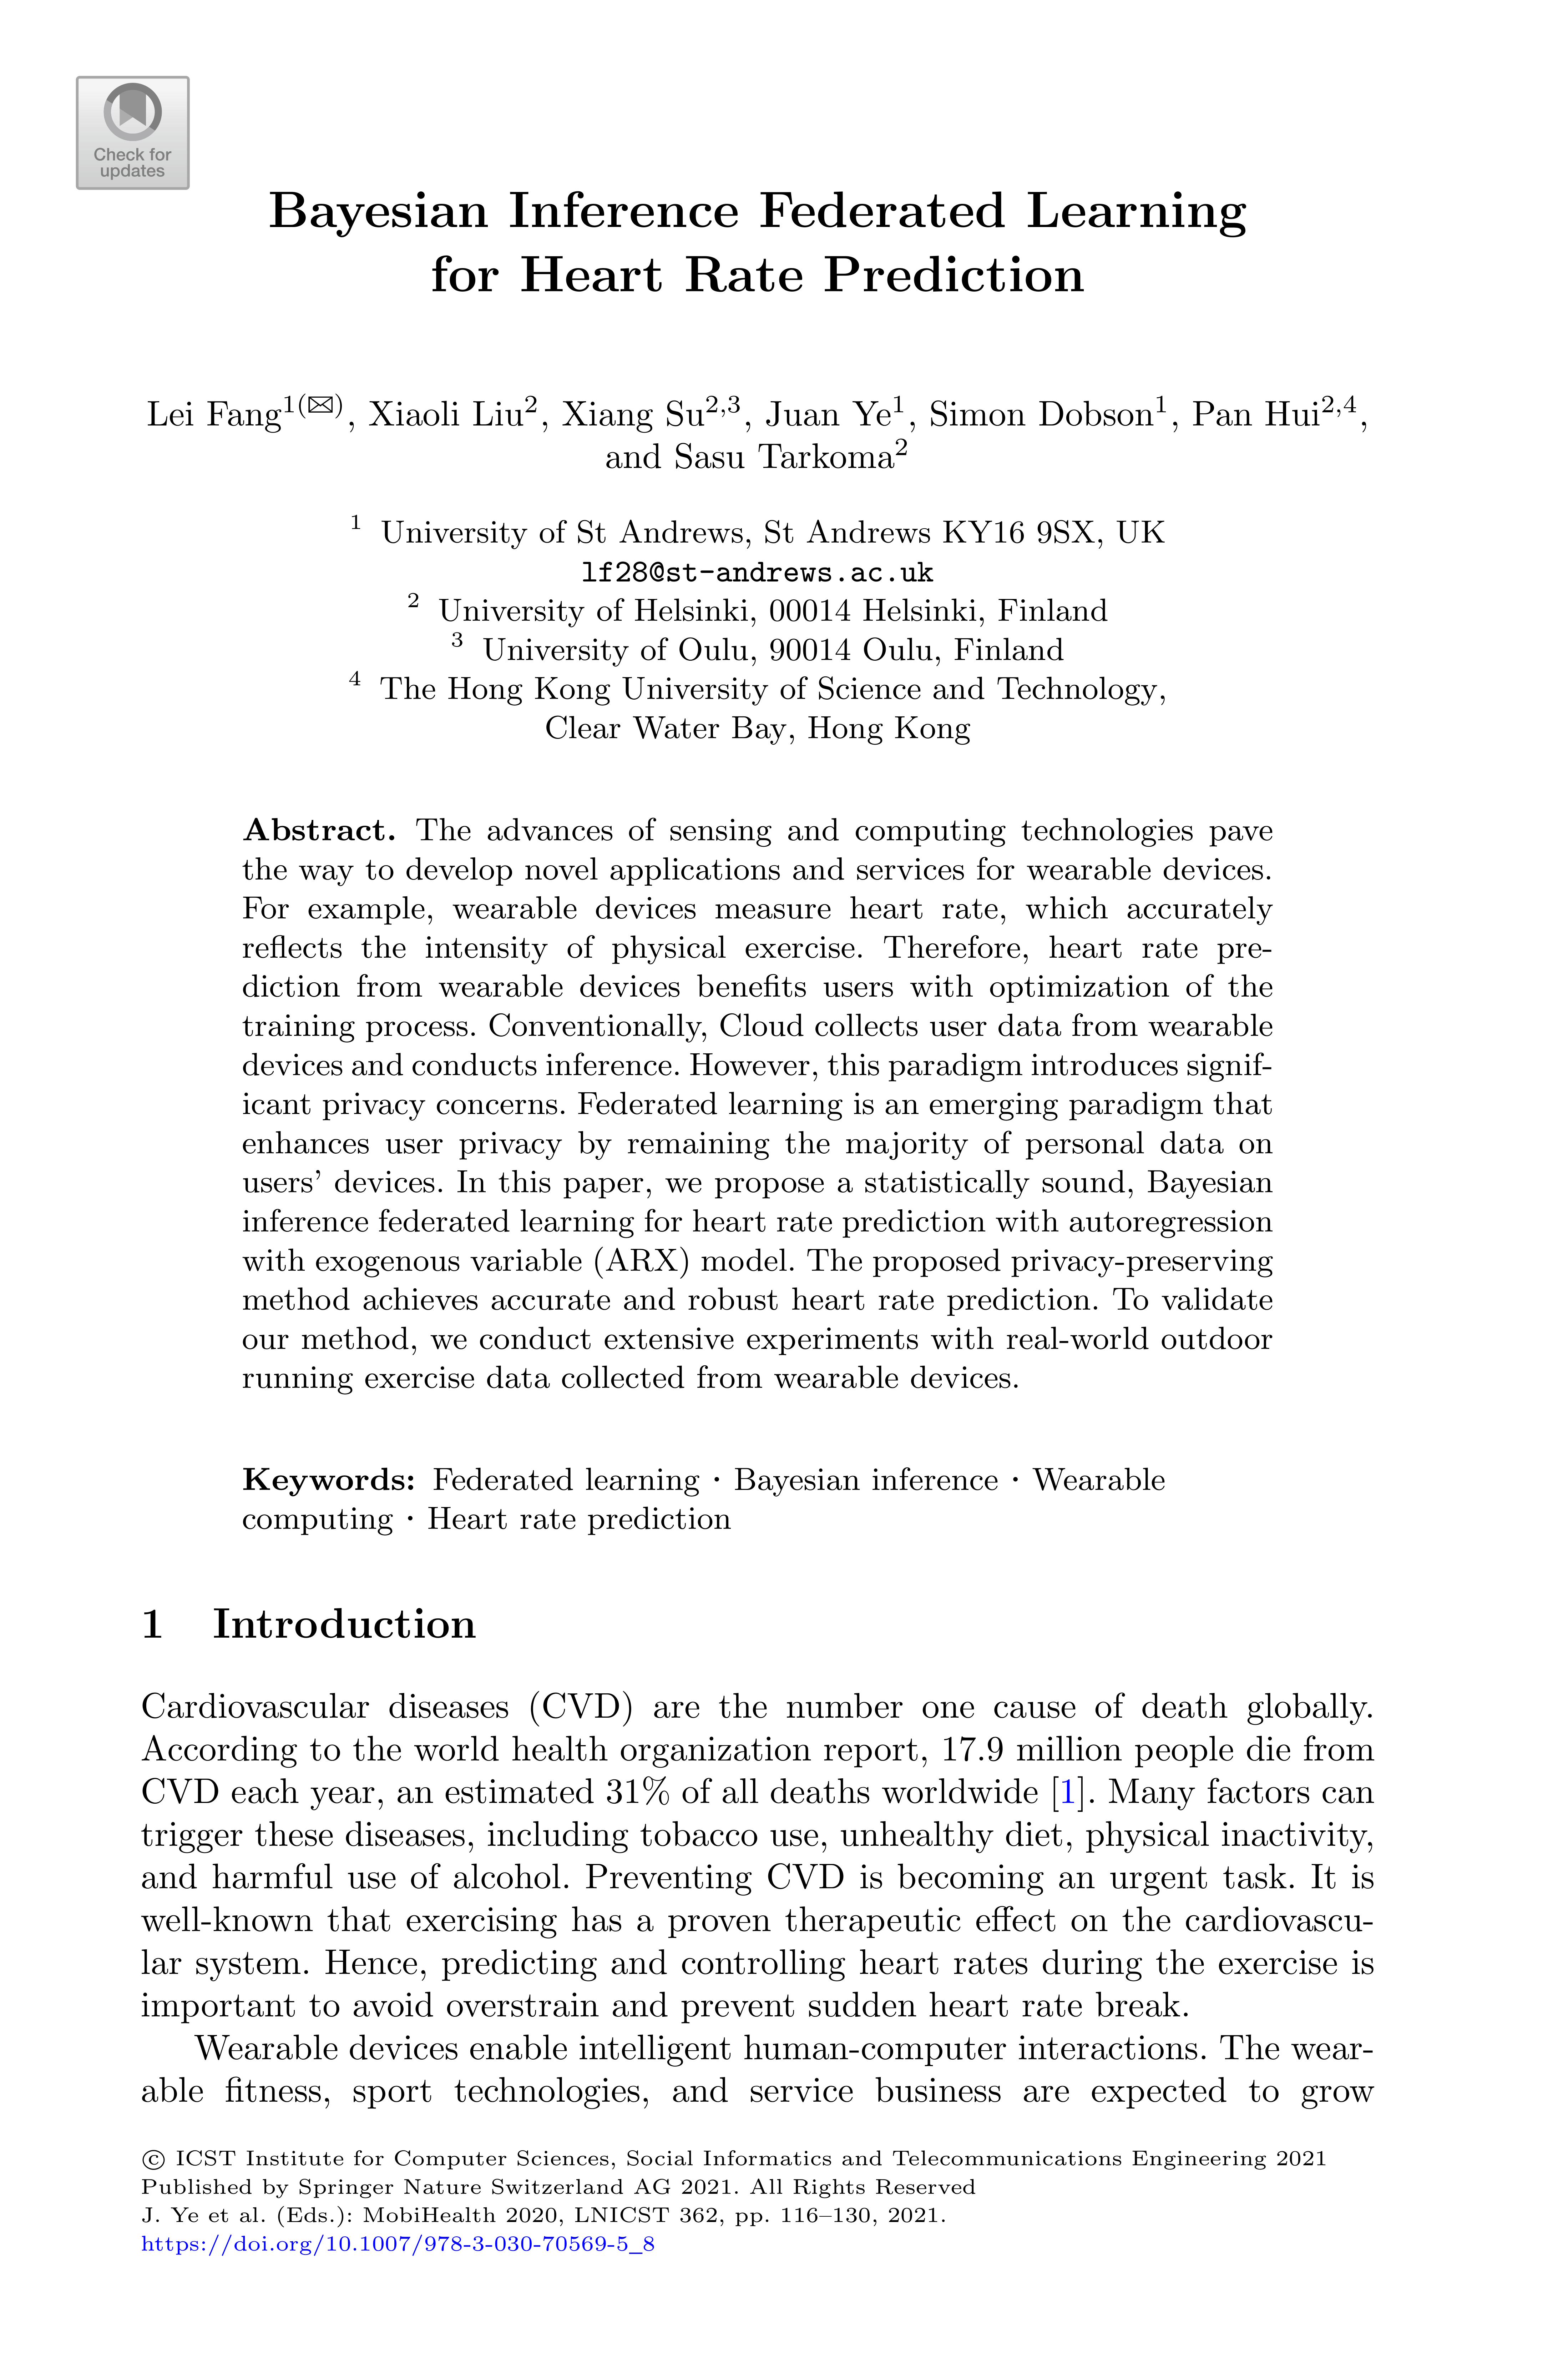 Check for
updates
Bayesian Inference Federated Learning
for Heart Rate Prediction
Lei Fang1(✉), Xiaoli Liu2, Xiang Su2,3, Juan Ye1, Simon Dobson1, Pan Hui2,4,
and Sasu Tarkoma2
1 University of St Andrews, St Andrews KY16 9SX, UK
lf28@st-andrews.ac.uk
2 University of Helsinki, 00014 Helsinki, Finland
3 University of Oulu, 90014 Oulu, Finland
4 The Hong Kong University of Science and Technology,
Clear Water Bay, Hong Kong
Abstract. The advances of sensing and computing technologies pave
the way to develop novel applications and services for wearable devices.
For example, wearable devices measure heart rate, which accurately
reflects the intensity of physical exercise. Therefore, heart rate pre-
diction from wearable devices benefits users with optimization of the
training process. Conventionally, Cloud collects user data from wearable
devices and conducts inference. However, this paradigm introduces signif-
icant privacy concerns. Federated learning is an emerging paradigm that
enhances user privacy by remaining the majority of personal data on
users' devices. In this paper, we propose a statistically sound, Bayesian
inference federated learning for heart rate prediction with autoregression
with exogenous variable (ARX) model. The proposed privacy-preserving
method achieves accurate and robust heart rate prediction. To validate
our method, we conduct extensive experiments with real-world outdoor
running exercise data collected from wearable devices.
Keywords: Federated learning · Bayesian inference · Wearable
computing · Heart rate prediction
1 Introduction
Cardiovascular diseases (CVD) are the number one cause of death globally.
According to the world health organization report, 17.9 million people die from
CVD each year, an estimated 31% of all deaths worldwide [1]. Many factors can
trigger these diseases, including tobacco use, unhealthy diet, physical inactivity,
and harmful use of alcohol. Preventing CVD is becoming an urgent task. It is
well-known that exercising has a proven therapeutic effect on the cardiovascu-
lar system. Hence, predicting and controlling heart rates during the exercise is
important to avoid overstrain and prevent sudden heart rate break.
Wearable devices enable intelligent human-computer interactions. The wear-
able fitness, sport technologies, and service business are expected to grow
© ICST Institute for Computer Sciences, Social Informatics and Telecommunications Engineering 2021
Published by Springer Nature Switzerland AG 2021. All Rights Reserved
J. Ye et al. (Eds.): MobiHealth 2020, LNICST 362, pp. 116–130, 2021.
https://doi.org/10.1007/978-3-030-70569-5_8